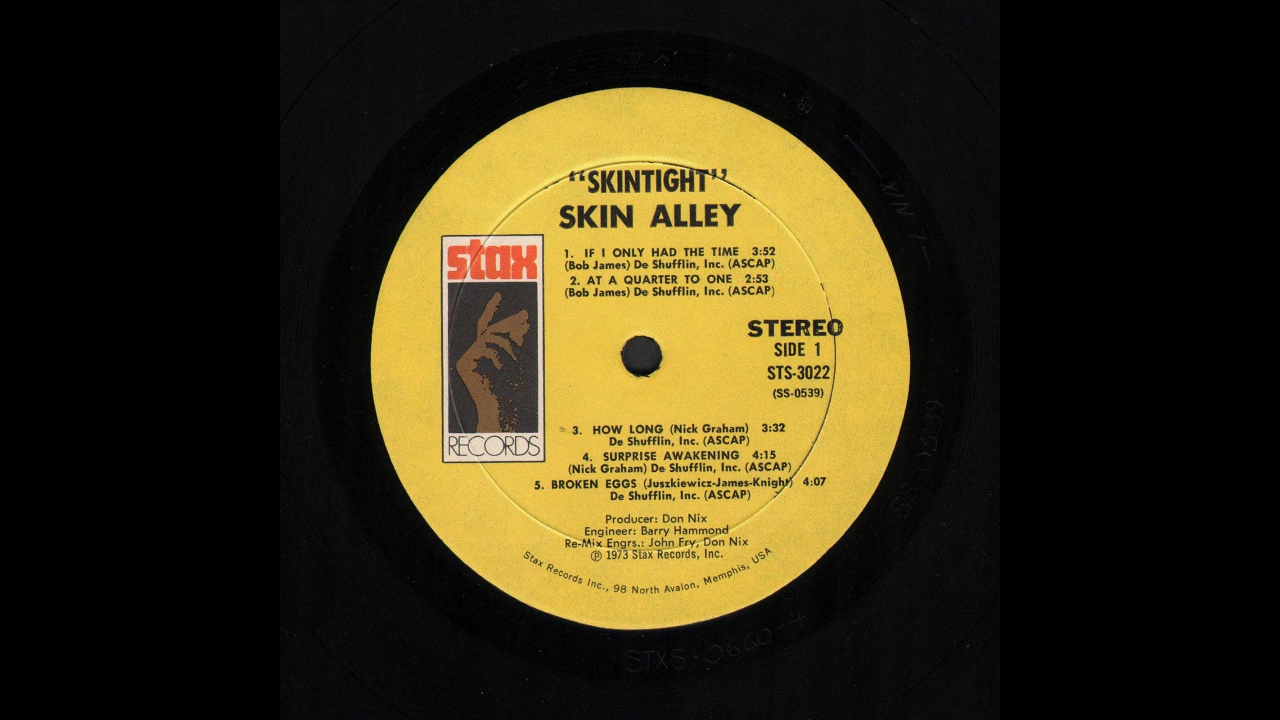 “SKINTIGHT”
SKIN ALLEY
1. IF I ONLY HAD THE TIME 3:52
(Bob James) De Shufflin, Inc. (ASCAP)
2. AT A QUARTER TO ONE 2:53
(Bob James) De Shufflin, Inc. (ASCAP)
stax
RECORDS
STEREO
SIDE 1
STS-3022
(SS-0539)
3. HOW LONG (Nick Graham) 3:32
De Shufflin, Inc. (ASCAP)
4. SURPRISE AWAKENING 4:15
(Nick Graham) De Shufflin, Inc. (ASCAP)
5. BROKEN EGGS (Juszkiewicz-James-Knight) 4:07
De Shufflin, Inc. (ASCAP)
Producer: Don Nix
Engineer: Barry Hammond
Re-Mix Engrs.: John Fry, Don Nix
℗ 1973 Stax Records, Inc.
Stax Records Inc., 98 North Avalon, Memphis, USA